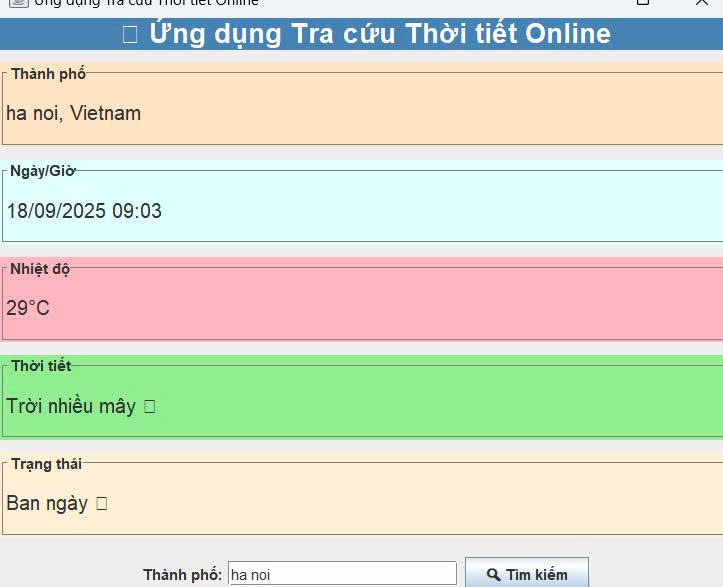 Ứng dụng Tra cứu Thời tiết Online
Ứng dụng Tra cứu Thời tiết Online
Thành phố
ha noi, Vietnam
Ngày/Giờ
18/09/2025 09:03
Nhiệt độ
29°C
Thời tiết
Trời nhiều mây
Trạng thái
Ban ngày
Thành phố: ha noi Tìm kiếm